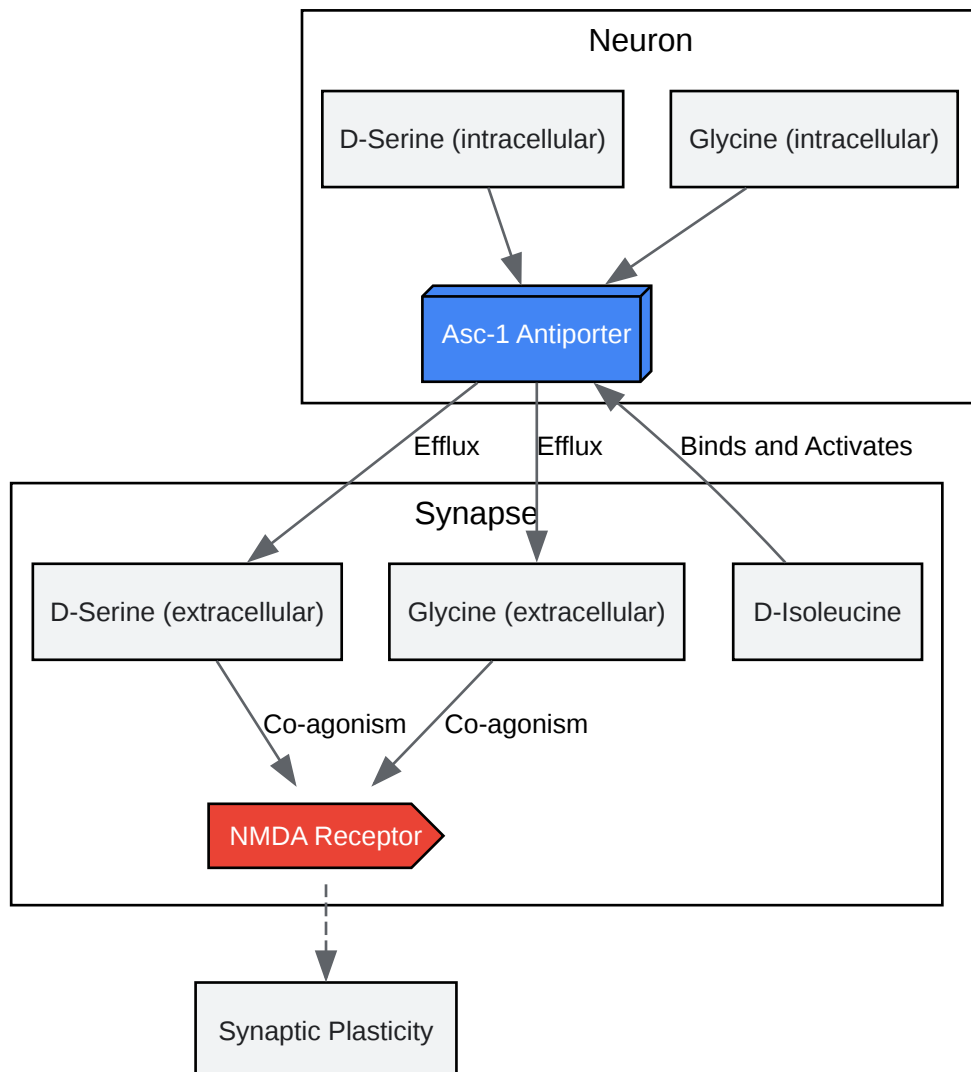 Neuron
D-Serine (intracellular)
Glycine (intracellular)
Asc-1 Antiporter
Efflux
Efflux
Binds and Activates
Synapse
D-Serine (extracellular)
Glycine (extracellular)
D-Isoleucine
Co-agonism
Co-agonism
NMDA Receptor
Synaptic Plasticity